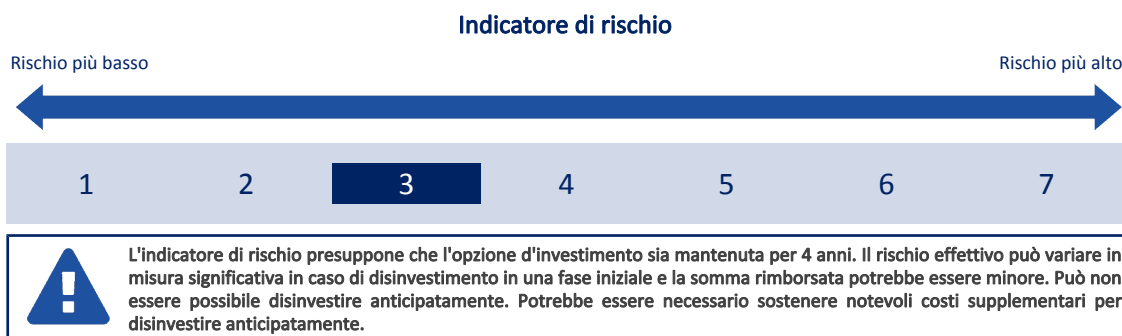 Indicatore di rischio
Rischio più basso Rischio più alto
1 2 3 4 5 6 7
L'indicatore di rischio presuppone che l'opzione d'investimento sia mantenuta per 4 anni. Il rischio effettivo può variare in
misura significativa in caso di disinvestimento in una fase iniziale e la somma rimborsata potrebbe essere minore. Può non
essere possibile disinvestire anticipatamente. Potrebbe essere necessario sostenere notevoli costi supplementari per
disinvestire anticipatamente.